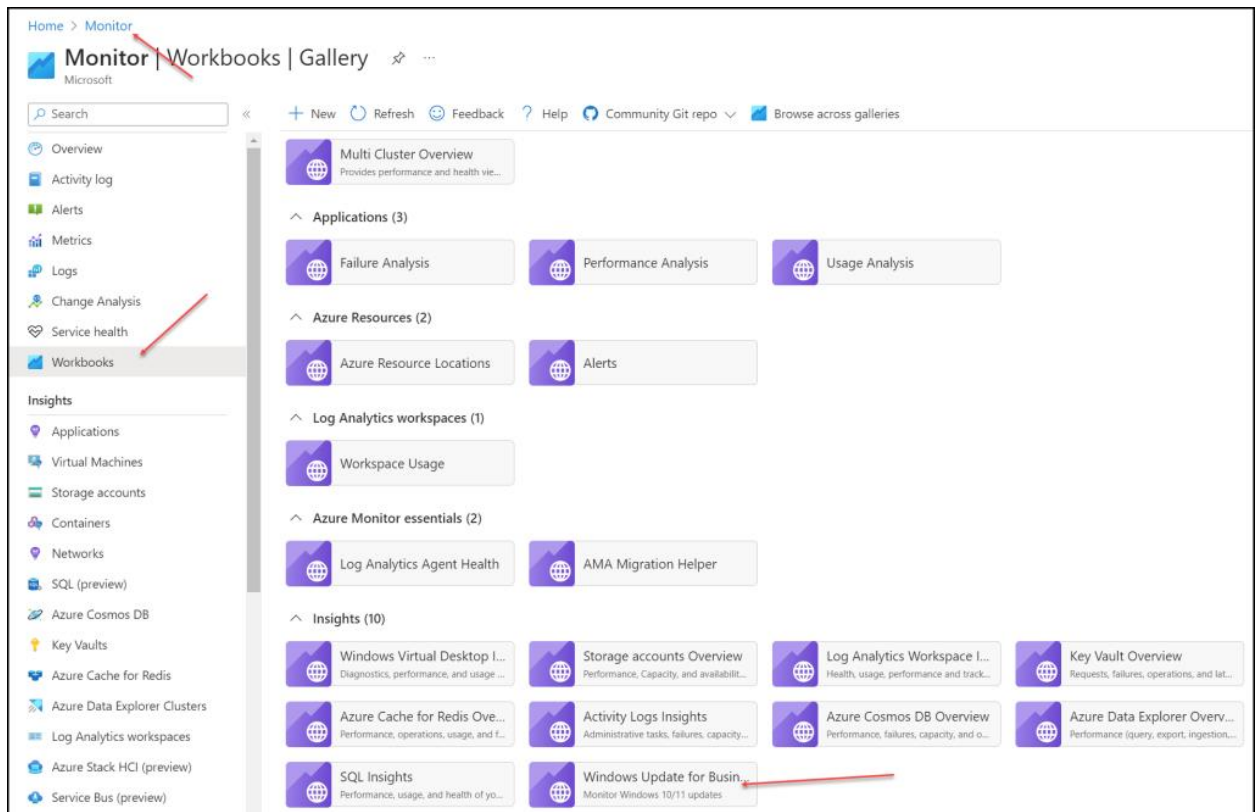 Home > Monitor
Monitor | Workbooks | Gallery
Microsoft
Search
«
New
Refresh
Feedback
Help
Community Git repo
Browse across galleries
Overview
Activity log
Alerts
Metrics
Logs
Change Analysis
Service health
Workbooks
Insights
Applications
Virtual Machines
Storage accounts
Containers
Networks
SQL (preview)
Azure Cosmos DB
Key Vaults
Azure Cache for Redis
Azure Data Explorer Clusters
Log Analytics workspaces
Azure Stack HCI (preview)
Service Bus (preview)
Multi Cluster Overview
Provides performance and health vie...
Applications (3)
Failure Analysis
Performance Analysis
Usage Analysis
Azure Resources (2)
Azure Resource Locations
Alerts
Log Analytics workspaces (1)
Workspace Usage
Azure Monitor essentials (2)
Log Analytics Agent Health
AMA Migration Helper
Insights (10)
Windows Virtual Desktop I...
Diagnostics, performance, and usage ...
Storage accounts Overview
Performance, Capacity, and availabilit...
Log Analytics Workspace I...
Health, usage, performance and track...
Key Vault Overview
Requests, failures, operations, and lat...
Azure Cache for Redis Ove...
Performance, operations, usage, and f...
Activity Logs Insights
Administrative tasks, failures, capacity...
Azure Cosmos DB Overview
Performance, failures, capacity, and o...
Azure Data Explorer Overv...
Performance (query, export, ingestion,...
SQL Insights
Performance, usage, and health of yo...
Windows Update for Busin...
Monitor Windows 10/11 updates